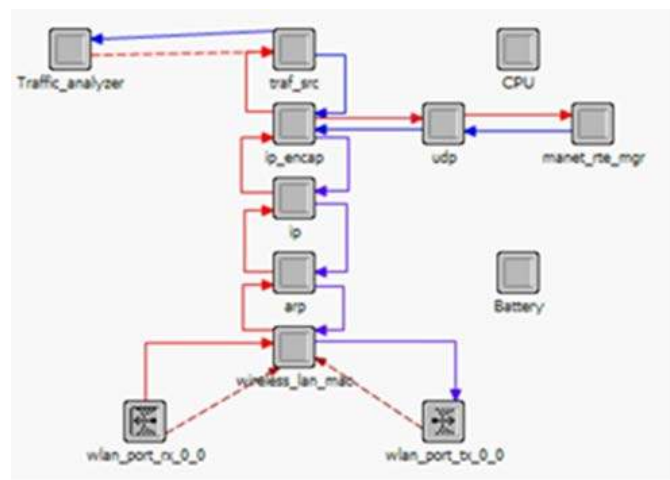 Traffic_analyzer
traf_src
CPU
ip_encap
udp
manet_rte_mgr
ip
arp
Battery
wireless_lan_mac
wlan_port_rx_0_0
wlan_port_tx_0_0